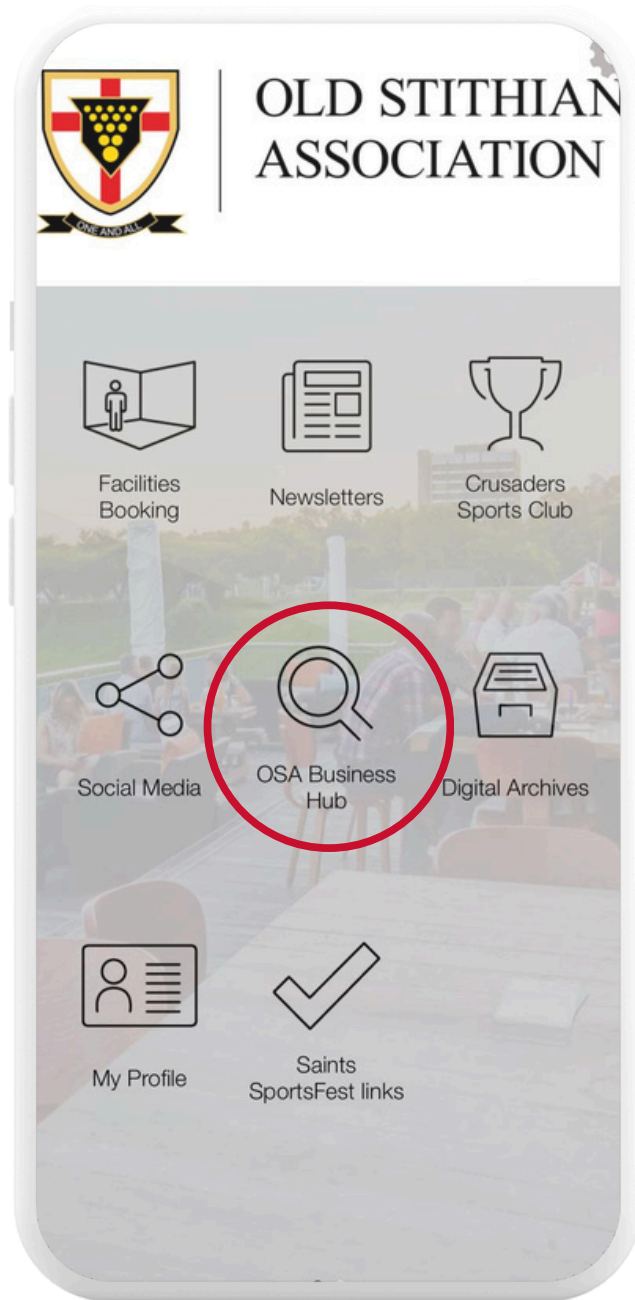 OLD STITHIAN
ASSOCIATION
ONE AND ALL
Facilities
Booking
Newsletters
Crusaders
Sports Club
Social Media
OSA Business
Hub
Digital Archives
My Profile
Saints
SportsFest links